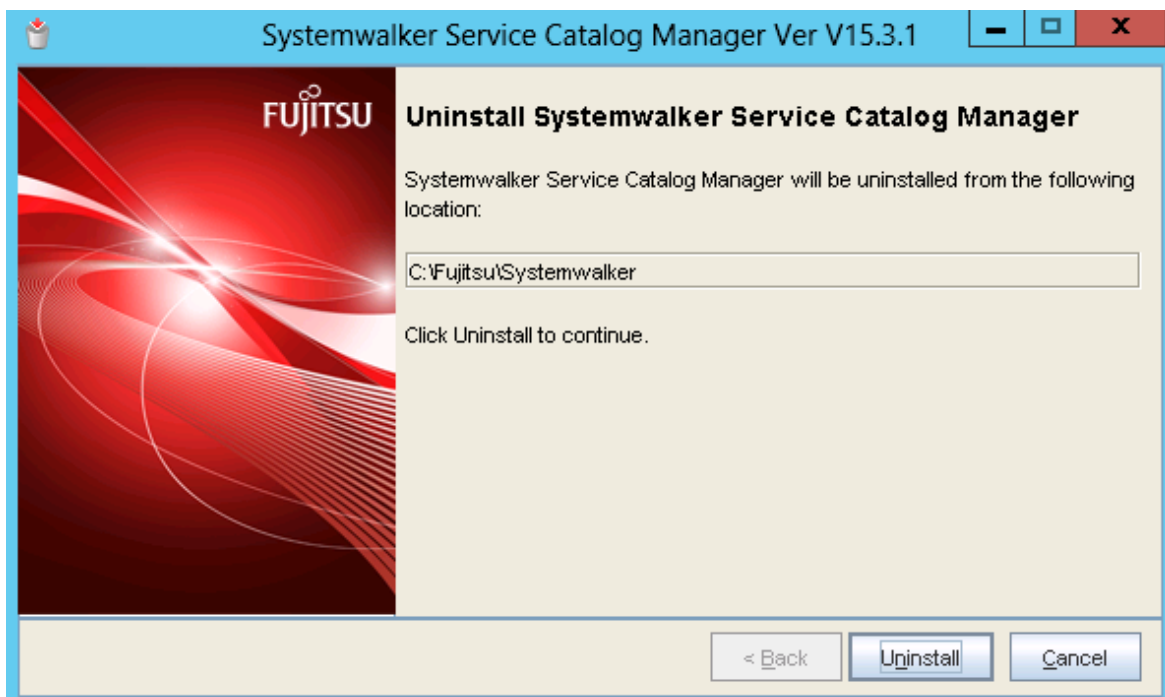 Systemwalker Service Catalog Manager Ver V15.3.1
FUJITSU
Uninstall Systemwalker Service Catalog Manager
Systemwalker Service Catalog Manager will be uninstalled from the following
location:
C:\Fujitsu\Systemwalker
Click Uninstall to continue.
< Back
Uninstall
Cancel